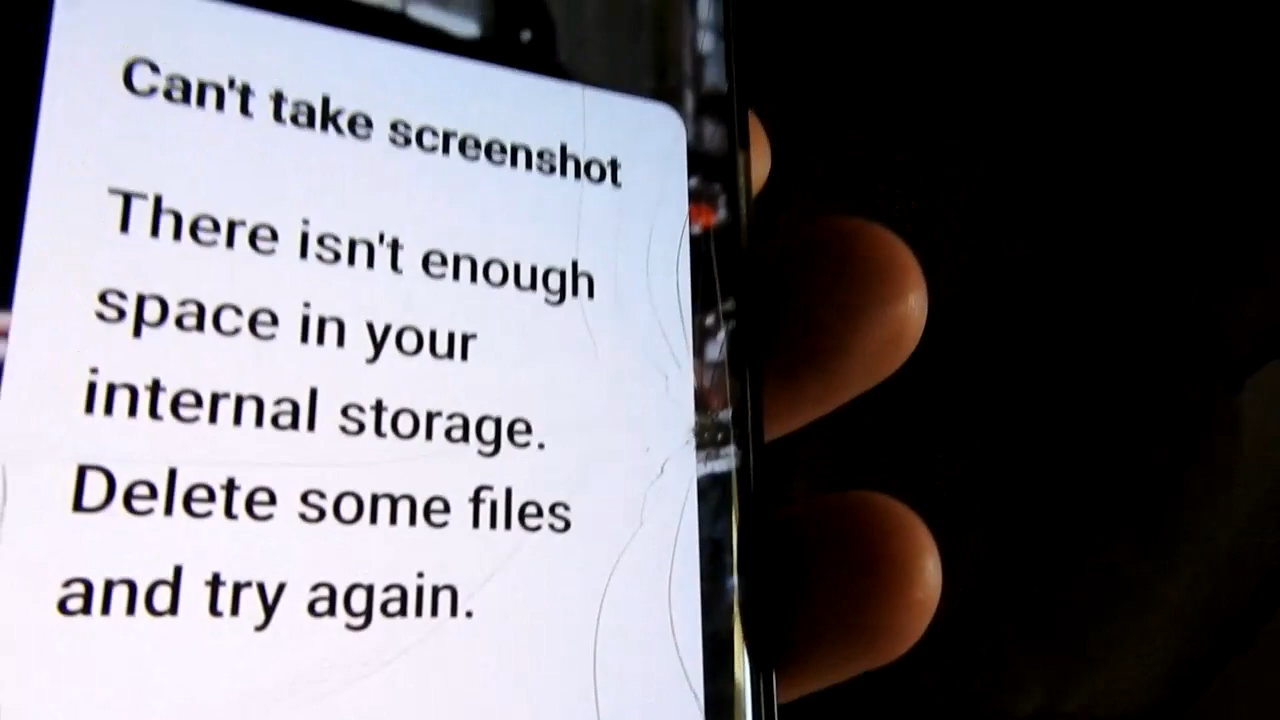 Can't take screenshot
There isn't enough
space in your
internal storage.
Delete some files
and try again.